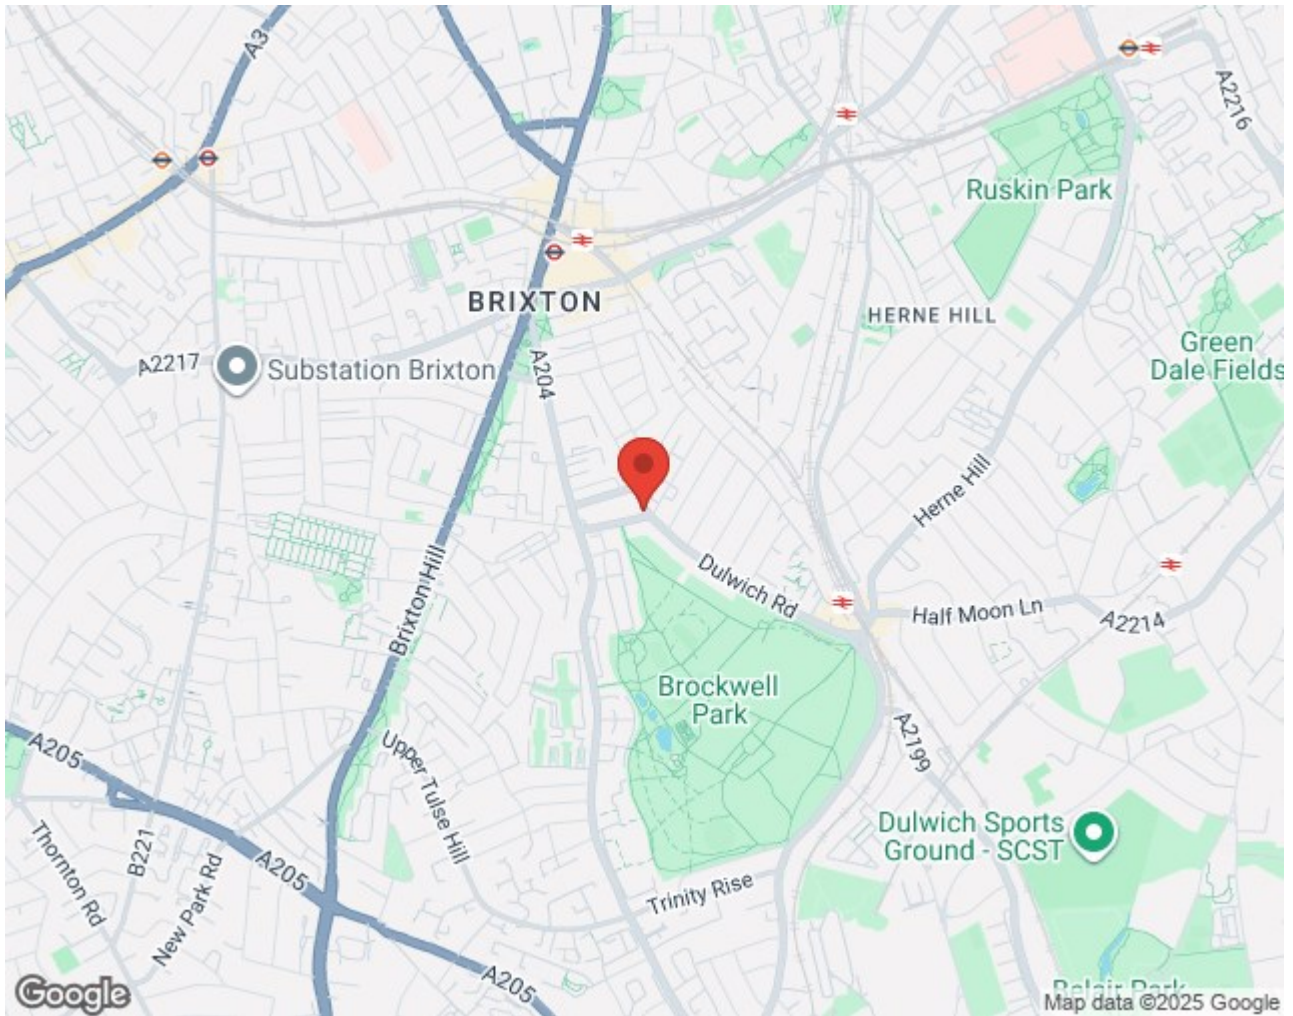 A3
A2216
Ruskin Park
BRIXTON
HERNE HILL
Green
Dale Fields
A2217
Substation Brixton
A204
Herne Hill
Dulwich Rd
Half Moon Ln
A2214
Brixton Hill
Brockwell
Park
A205
Upper Tulse Hill
A2199
Dulwich Sports
Ground - SCST
Thornton Rd
B221
New Park Rd
A205
Trinity Rise
A205
Belair Park
Google
Map data ©2025 Google